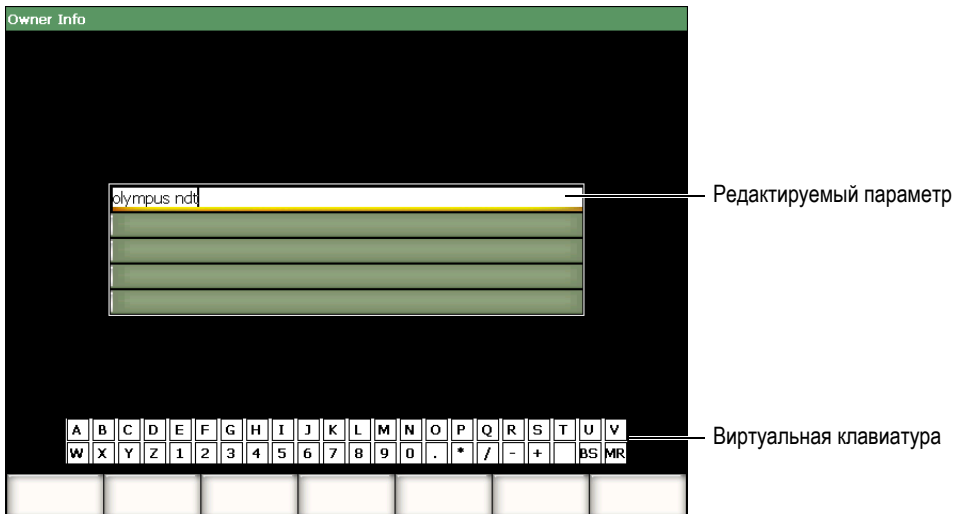 Owner Info
olympus ndt
Редактируемый параметр
A B C D E F G H I J K L M N O P Q R S T U V
Виртуальная клавиатура
W X Y Z 1 2 3 4 5 6 7 8 9 0 . * / - + BS MR